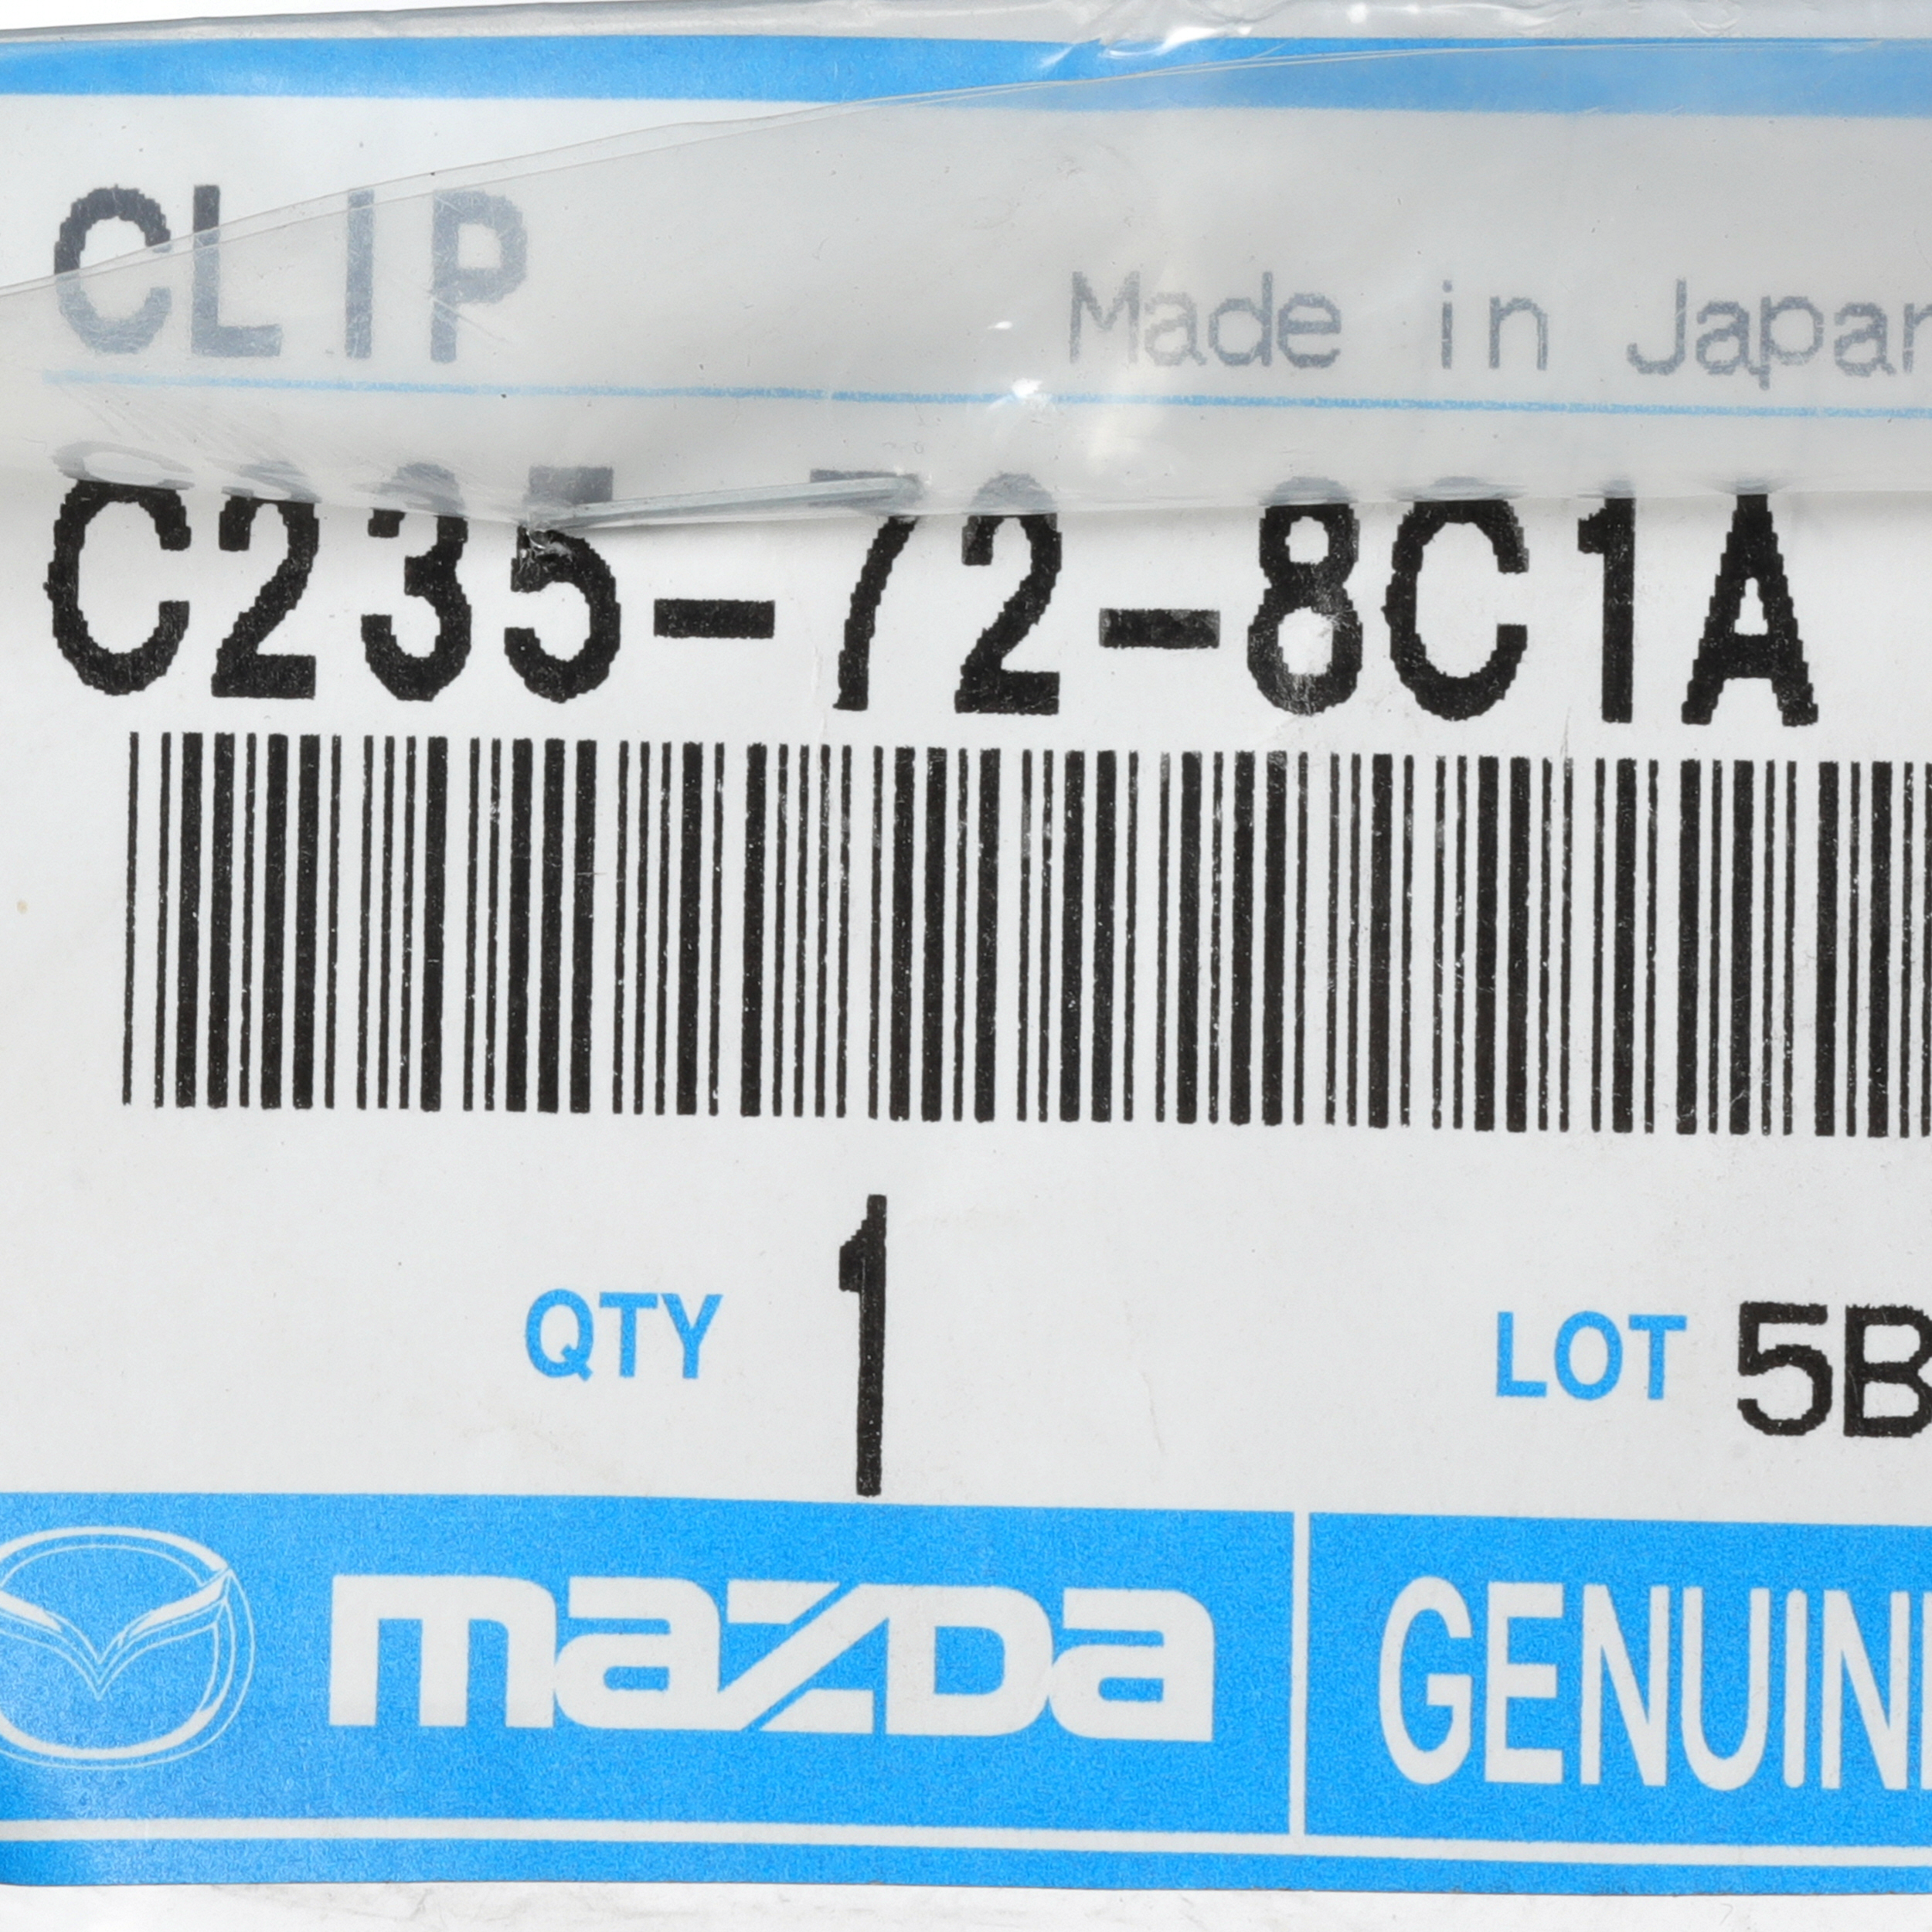 CLIP
Made in Japan
C235-72-8C1A
QTY 1 LOT 5B
mazda GENUINE